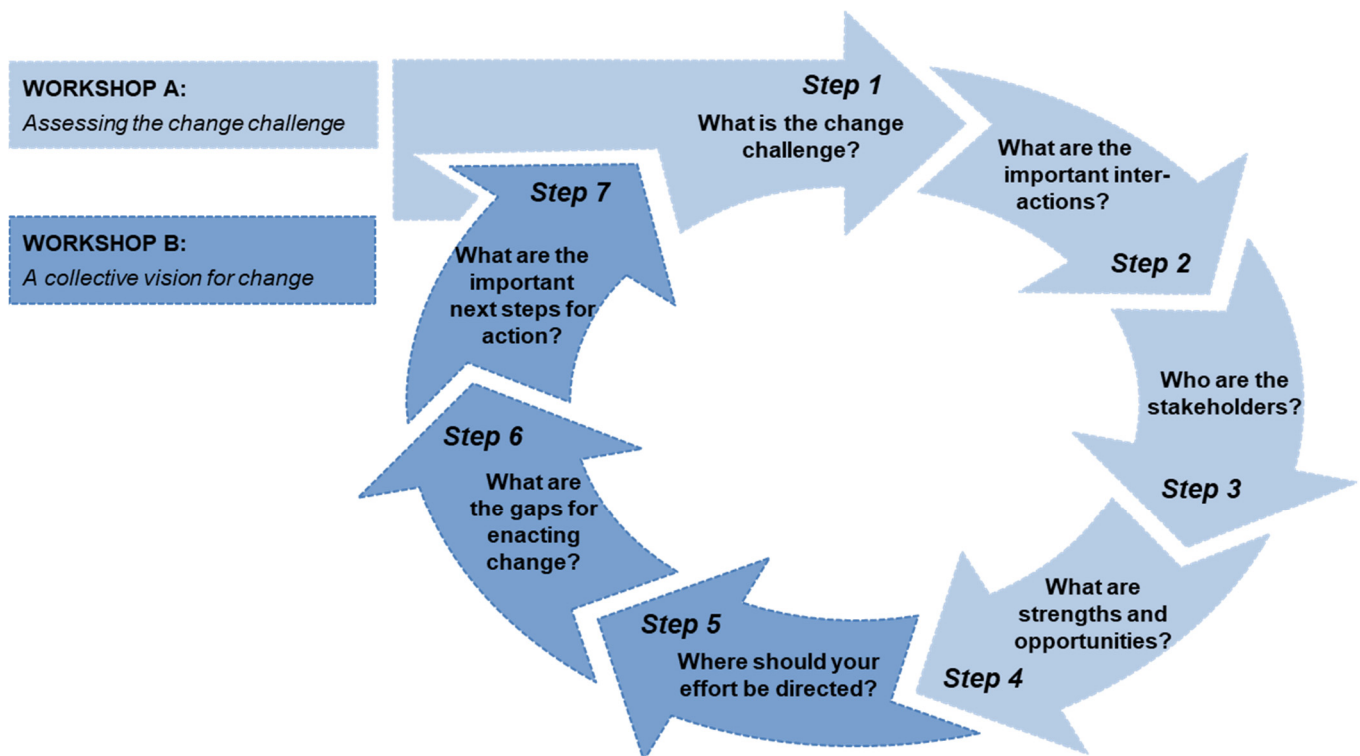 WORKSHOP A:
Assessing the change challenge
WORKSHOP B:
A collective vision for change
Step 1
What is the change
challenge?
What are the
important inter-
actions?
Step 2
Who are the
stakeholders?
Step 3
What are
strengths and
opportunities?
Step 4
Step 5
Where should your
effort be directed?
Step 6
What are
the gaps for
enacting
change?
Step 7
What are the
important
next steps for
action?